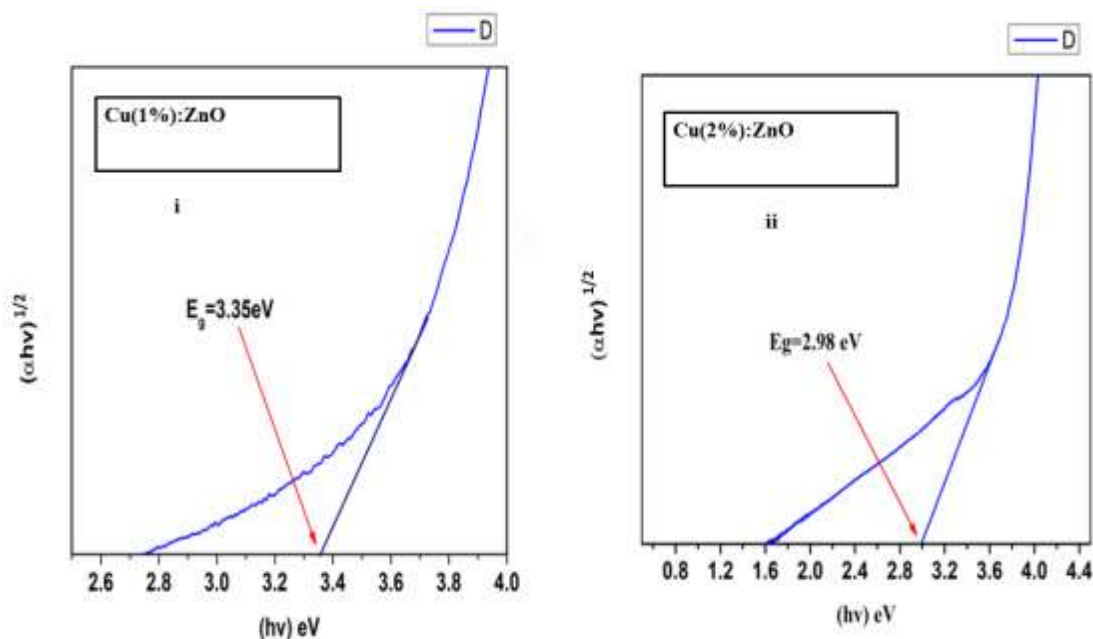 D
Cu(1%):ZnO
i
E_g=3.35eV
(αhν)^1/2
2.6 2.8 3.0 3.2 3.4 3.6 3.8 4.0
(hν) eV
D
Cu(2%):ZnO
ii
Eg=2.98 eV
(αhν)^1/2
0.8 1.2 1.6 2.0 2.4 2.8 3.2 3.6 4.0 4.4
(hν) eV